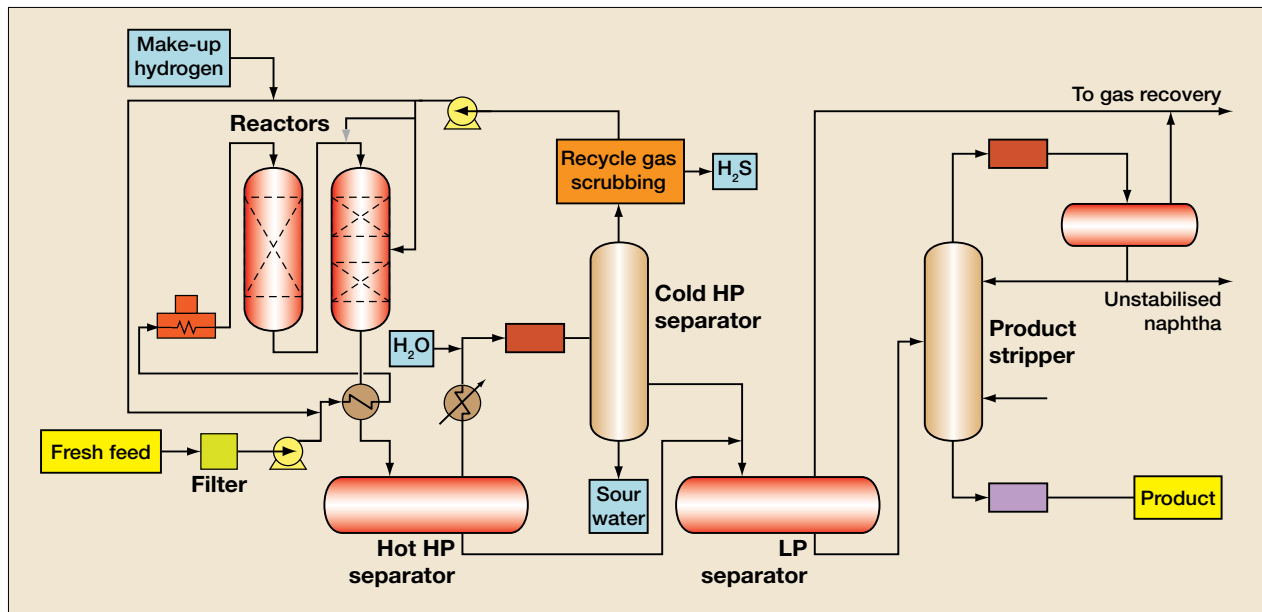 Make-up
hydrogen
Reactors
To gas recovery
Recycle gas
scrubbing
H₂S
Cold HP
separator
Unstabilised
naphtha
Product
stripper
H₂O
Fresh feed
Filter
Sour
water
Product
Hot HP
separator
LP
separator